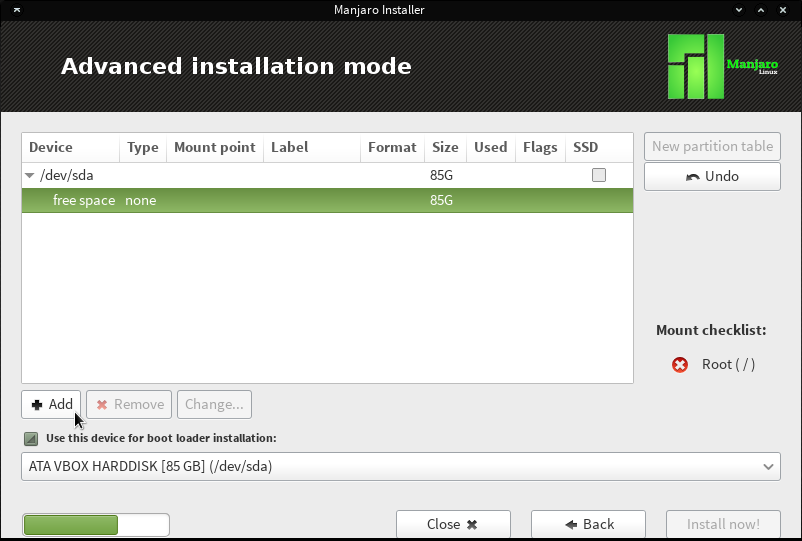 Manjaro Installer
Advanced installation mode
Manjaro
Linux
Device Type Mount point Label Format Size Used Flags SSD
New partition table
/dev/sda 85G
Undo
free space none 85G
Mount checklist:
Root ( / )
Add Remove Change...
Use this device for boot loader installation:
ATA VBOX HARDDISK [85 GB] (/dev/sda)
Close Back Install now!